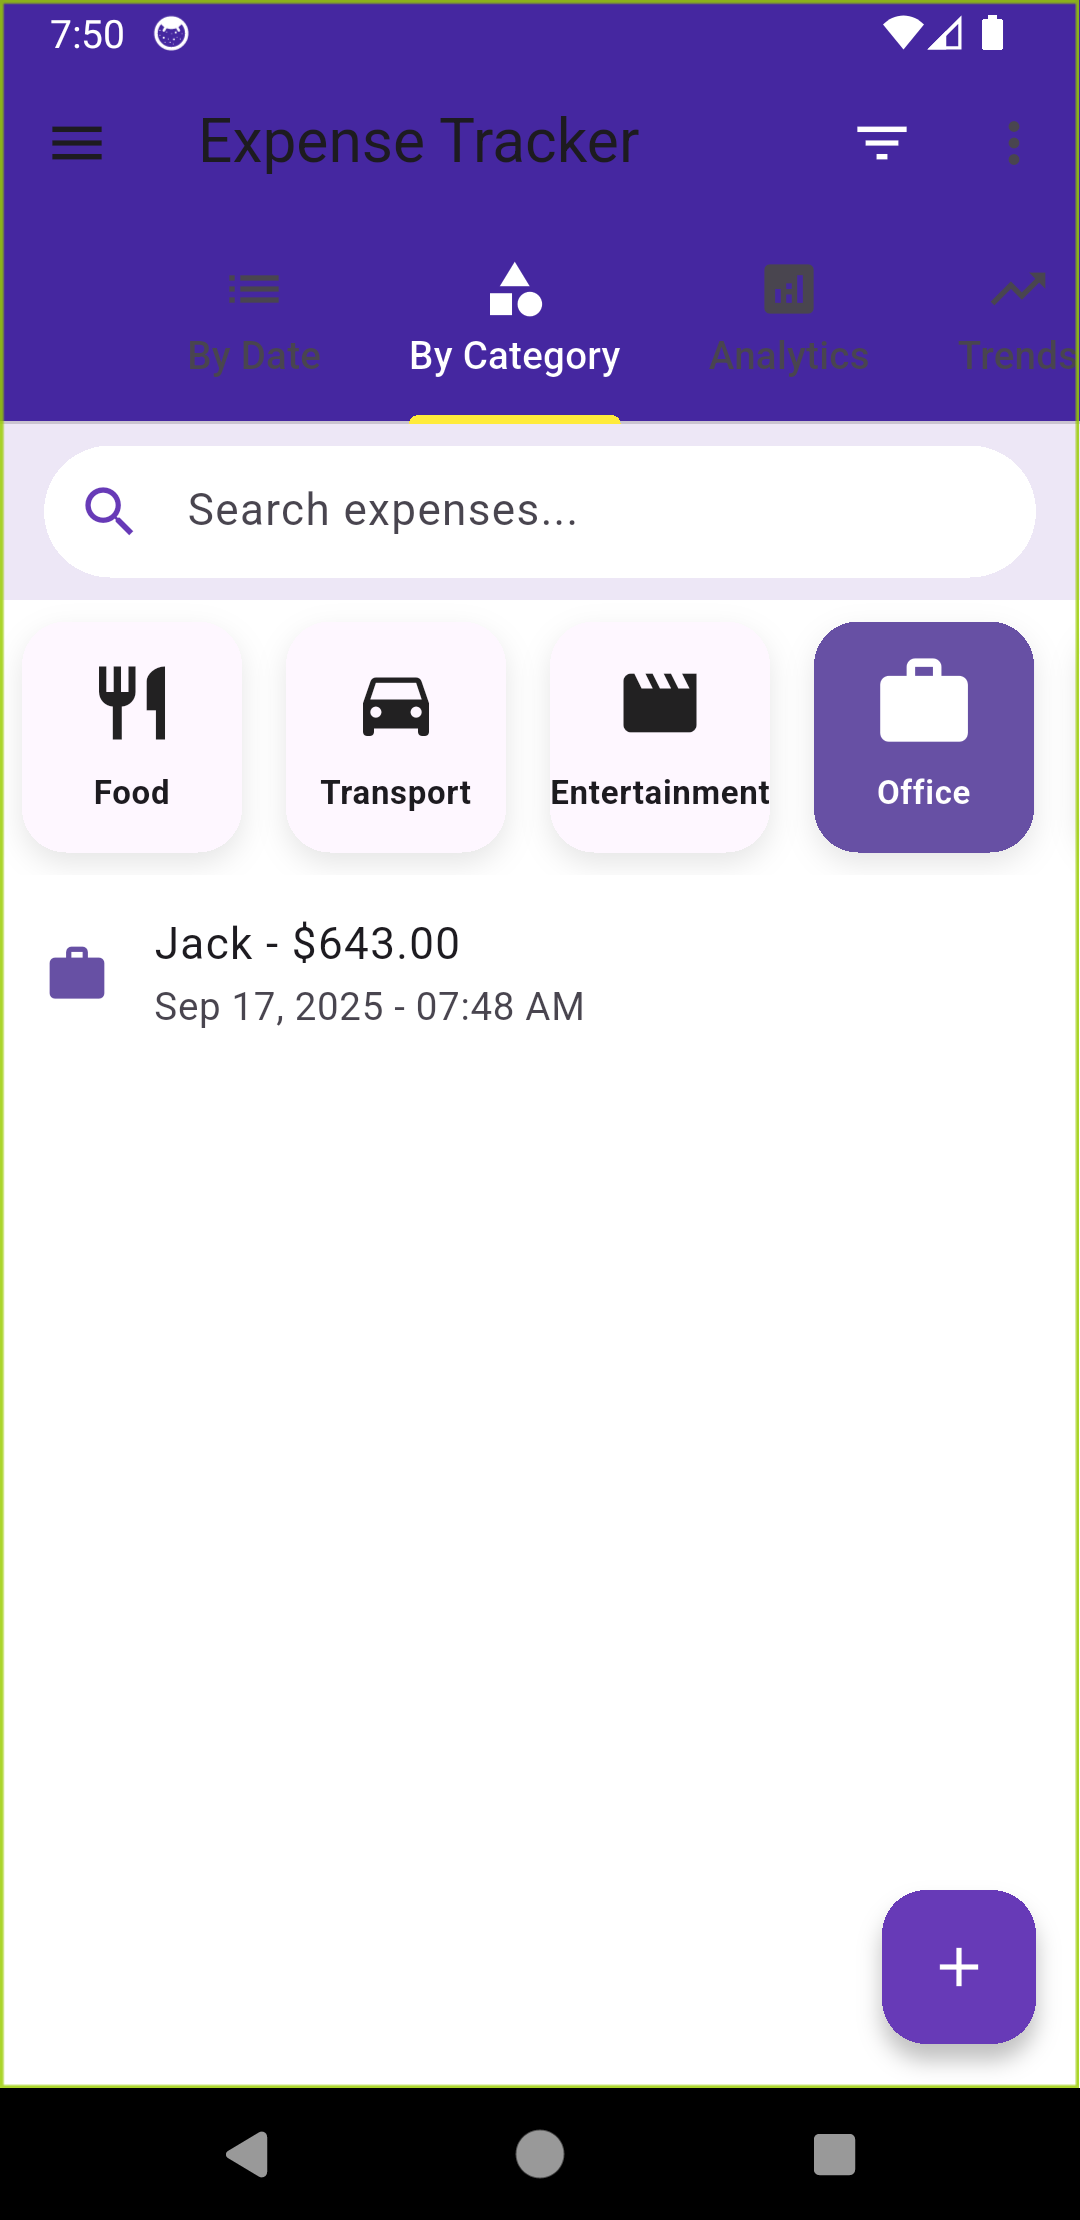 7:50
Expense Tracker
By Date
By Category
Analytics
Trends
Search expenses...
Food
Transport
Entertainment
Office
Jack - $643.00
Sep 17, 2025 - 07:48 AM